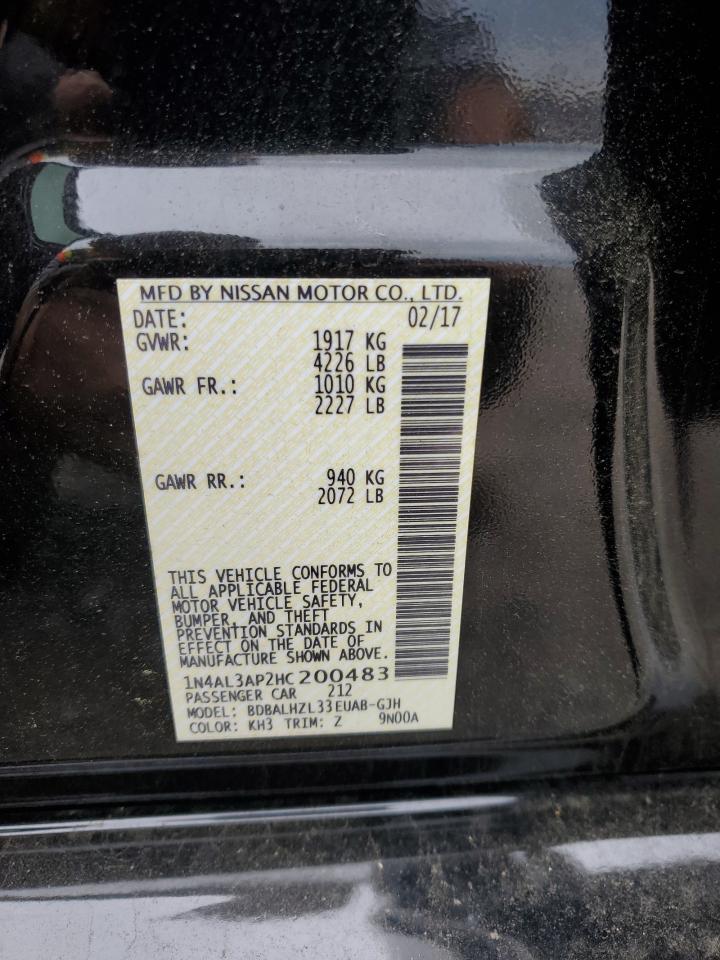 MFD BY NISSAN MOTOR CO., LTD.
DATE: 02/17
GVWR: 1917 KG
4226 LB
GAWR FR.: 1010 KG
2227 LB
GAWR RR.: 940 KG
2072 LB
THIS VEHICLE CONFORMS TO
ALL APPLICABLE FEDERAL
MOTOR VEHICLE SAFETY,
BUMPER, AND THEFT
PREVENTION STANDARDS IN
EFFECT ON THE DATE OF
MANUFACTURE SHOWN ABOVE.
1N4AL3AP2HC200483
PASSENGER CAR 212
MODEL: BDBALHZL33EUAB-GJH
COLOR: KH3 TRIM: Z 9N00A